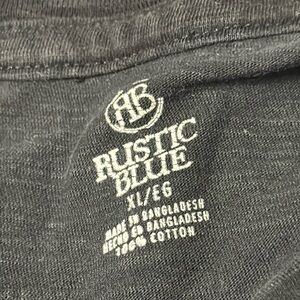 RB
RUSTIC
BLUE
XL/EG
MADE IN BANGLADESH
HECHO EN BANGLADESH
100% COTTON